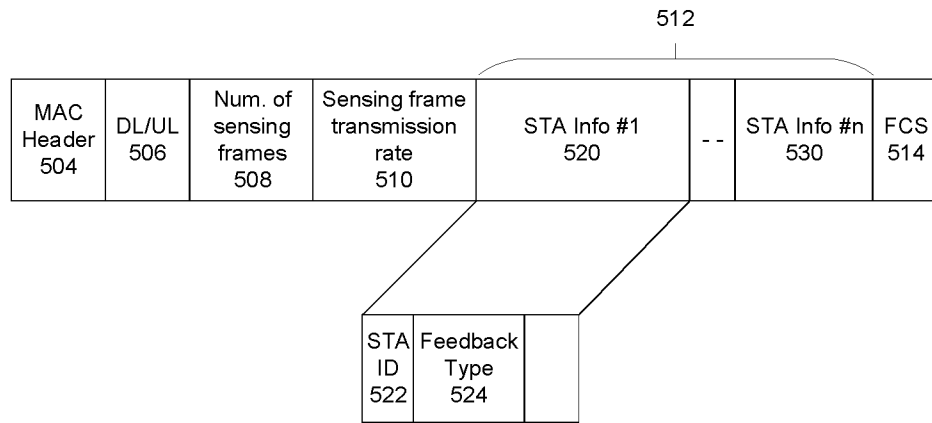 512
MAC
Header
504
DL/UL
506
Num. of
sensing
frames
508
Sensing frame
transmission
rate
510
STA Info #1
520
- -
STA Info #n
530
FCS
514
STA
ID
522
Feedback
Type
524